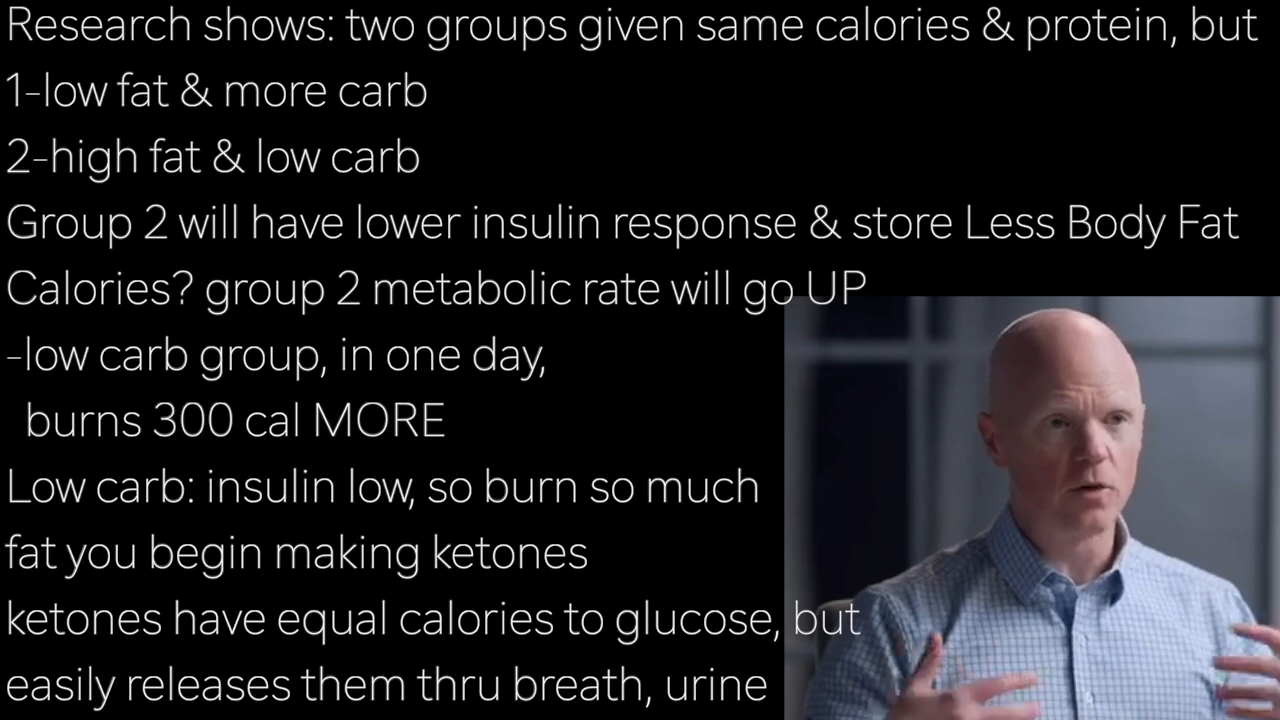 Research shows: two groups given same calories & protein, but
1-low fat & more carb
2-high fat & low carb
Group 2 will have lower insulin response & store Less Body Fat
Calories? group 2 metabolic rate will go UP
-low carb group, in one day,
burns 300 cal MORE
Low carb: insulin low, so burn so much
fat you begin making ketones
ketones have equal calories to glucose, but
easily releases them thru breath, urine